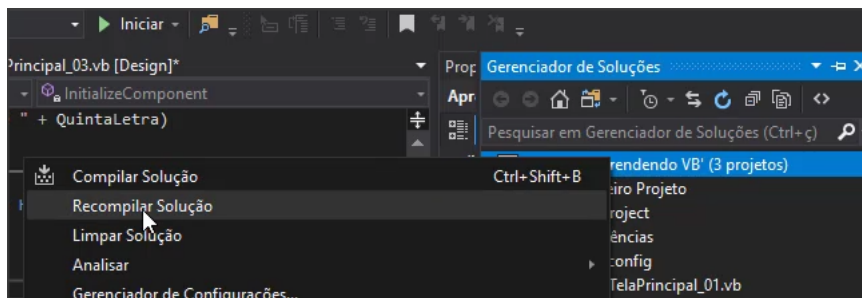 Iniciar
Principal_03.vb [Design]*
InitializeComponent
" + QuintaLetra)
Prop
Apr
Gerenciador de Soluções
Pesquisar em Gerenciador de Soluções (Ctrl+ç)
Compilar Solução Ctrl+Shift+B
Recompilar Solução
Limpar Solução
Analisar
Gerenciador de Configurações...
rendendo VB' (3 projetos)
eiro Projeto
roject
ências
config
TelaPrincipal_01.vb